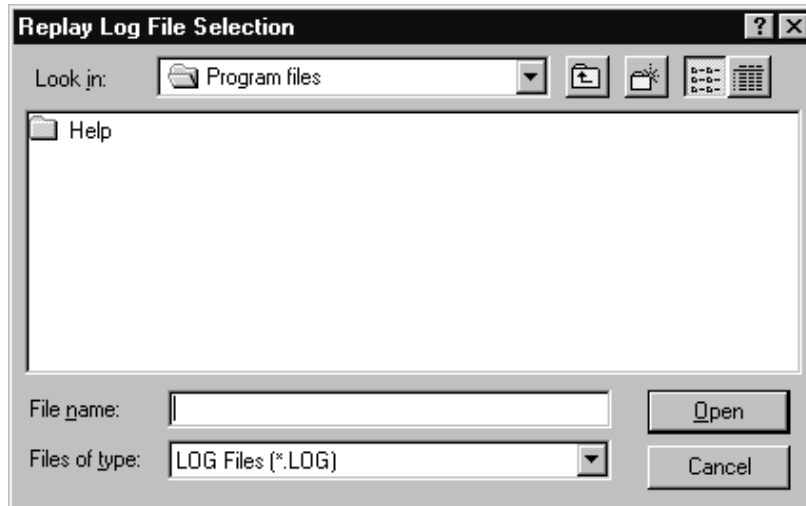 Replay Log File Selection
Look in: Program files
Help
File name: Open
Files of type: LOG Files (*.LOG) Cancel